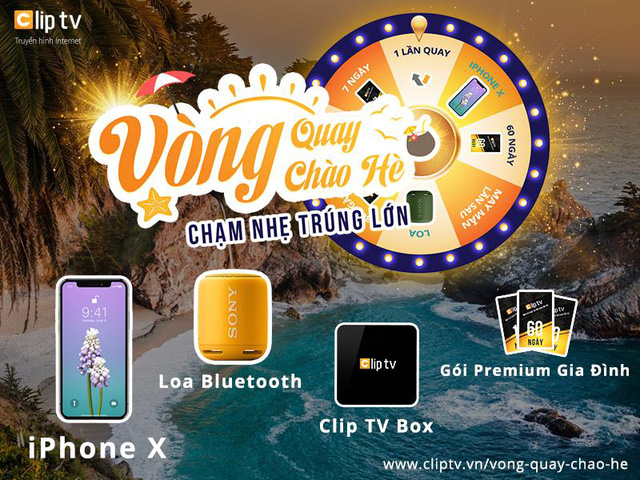 Clip tv
Truyền hình Internet
1 LẦN QUAY
7 NGÀY
IPHONE X
60 NGÀY
MAY MẮN LẦN SAU
LOA
Vòng Quay Chào Hè
CHẠM NHẸ TRÚNG LỚN
9:41
SONY
Clip tv
Clip tv
60
NGÀY
iPhone X
Loa Bluetooth
Clip TV Box
Gói Premium Gia Đình
www.cliptv.vn/vong-quay-chao-he